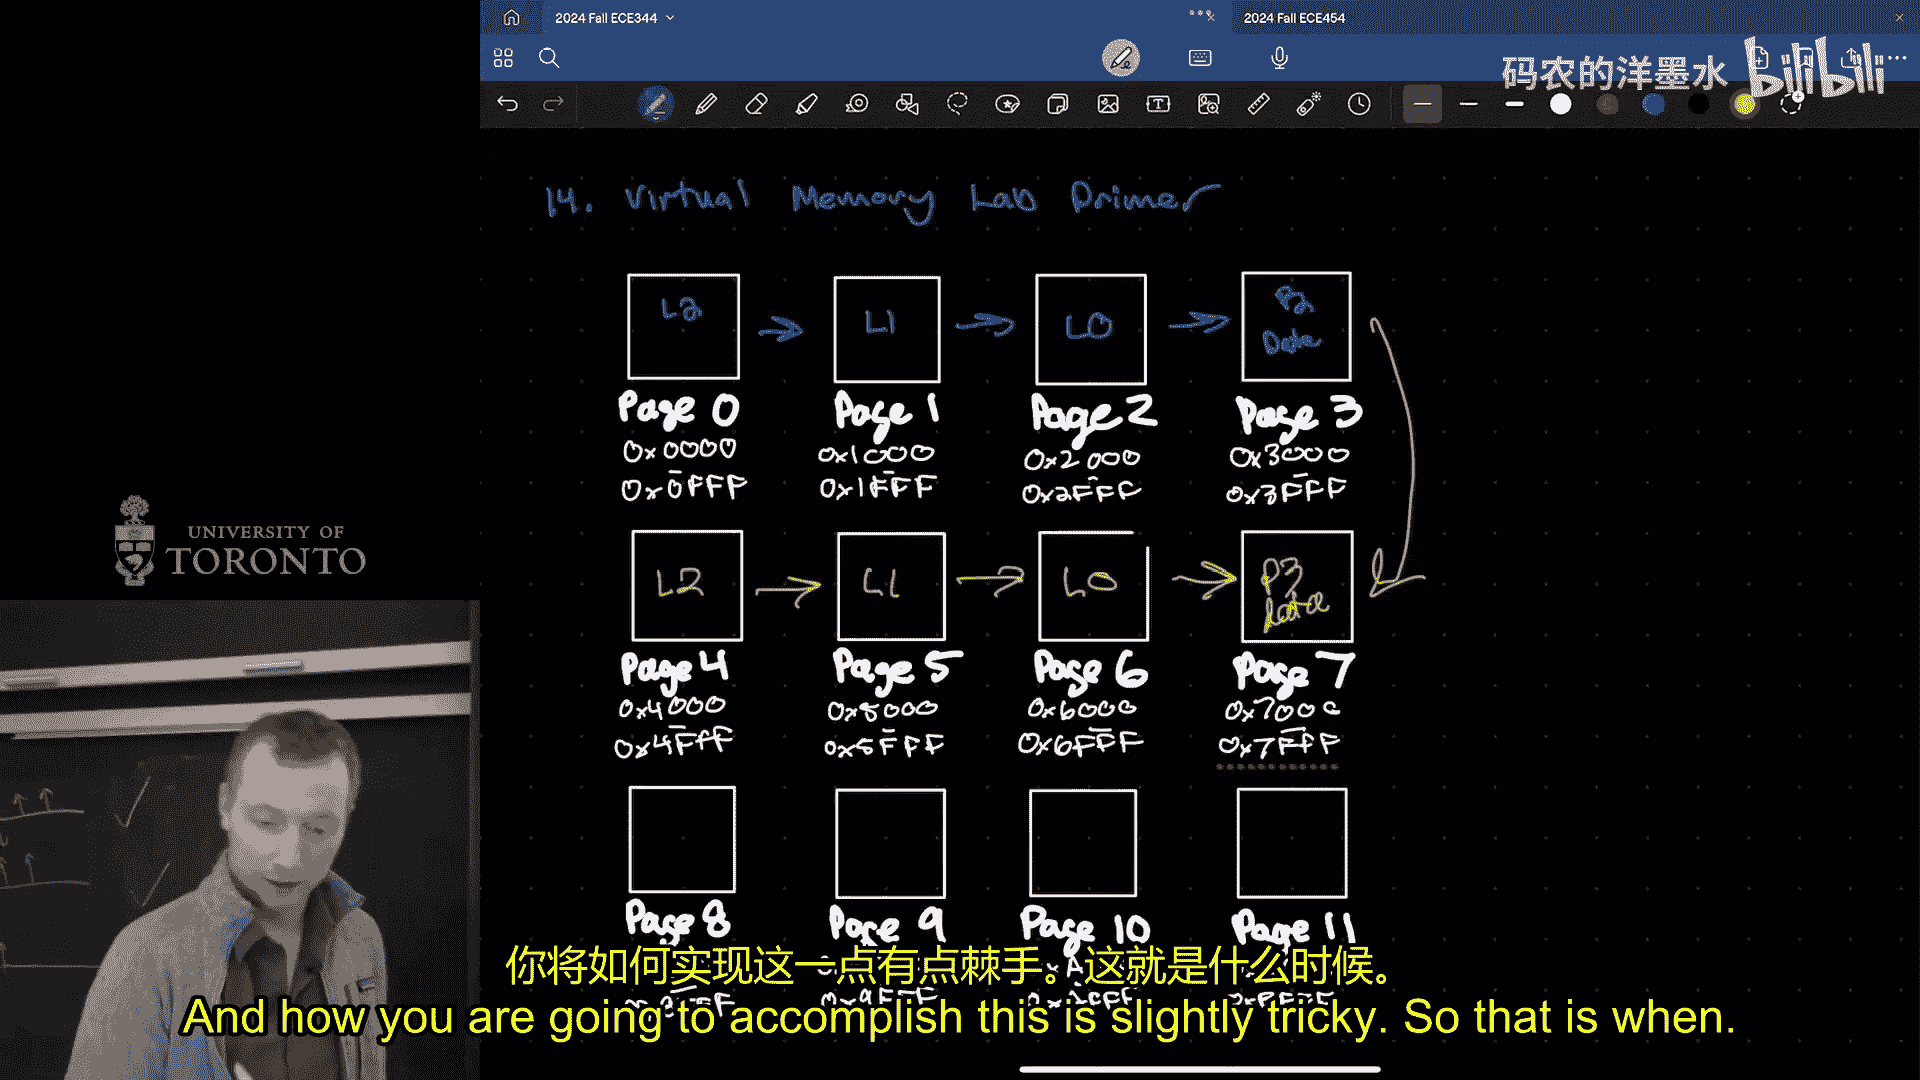 2024 Fall ECE344
2024 Fall ECE454
码农的洋墨水 bilibili
14. Virtual Memory Lab Primer
L2
L1
L0
P2
Data
Page 0
Page 1
Page 2
Page 3
0x0000
0x1000
0x2000
0x3000
0x0FFF
0x1FFF
0x2FFF
0x3FFF
L2
L1
L0
P3
Data
Page 4
Page 5
Page 6
Page 7
0x4000
0x5000
0x6000
0x7000
0x4FFF
0x5FFF
0x6FFF
0x7FFF
Page 8
Page 9
Page 10
Page 11
UNIVERSITY OF
TORONTO
你将如何实现这一点有点棘手。这就是什么时候。
And how you are going to accomplish this is slightly tricky. So that is when.